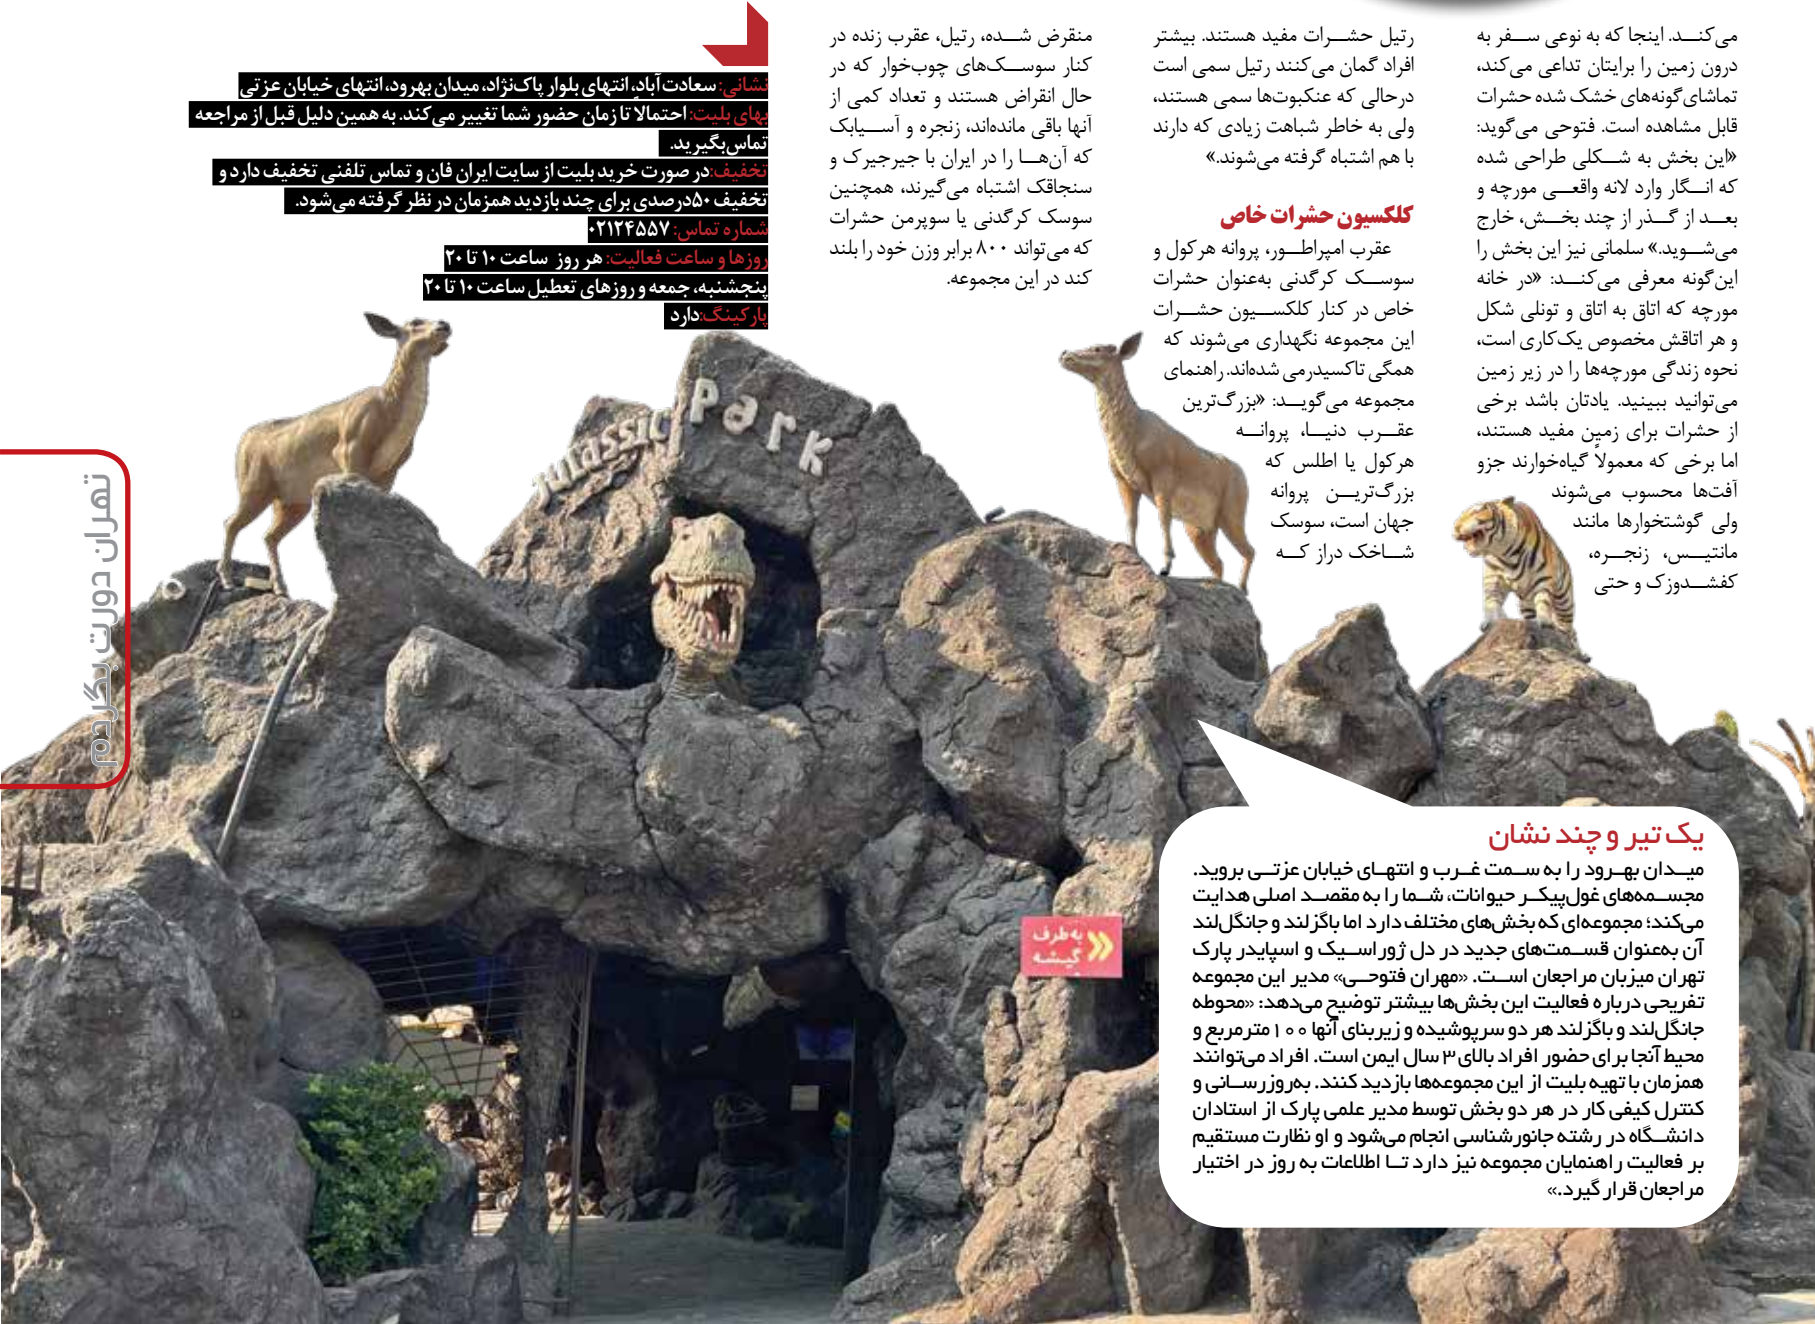 می‌کنـــد. اینجا که به نوعی ســـفر به
درون زمین را برایتان تداعی می‌کند،
تماشای گونه‌های خشک شده حشرات
قابل مشاهده است. فتوحی می‌گوید:
«این بخش به شـــکلی طراحی شده
که انـــگار وارد لانه واقعـــی مورچه و
بعـــد از گـــذر از چند بخـــش، خارج
می‌شـــوید.» سلمانی نیز این بخش را
این‌گونه معرفی می‌کنـــد: «در خانه
مورچه که اتاق به اتاق و تونلی شکل
و هر اتاقش مخصوص یک کاری است،
نحوه زندگی مورچه‌ها را در زیر زمین
می‌توانید ببینید. یادتان باشد برخی
از حشرات برای زمین مفید هستند،
اما برخی که معمولاً گیاه‌خوارند جزو
آفت‌ها محسوب می‌شوند
ولی گوشتخوارها مانند
مانتیـــس، زنجـــره،
کفشـــدوزک و حتی
رتیل حشـــرات مفید هستند. بیشتر
افراد گمان می‌کنند رتیل سمی است
درحالی که عنکبوت‌ها سمی هستند،
ولی به خاطر شباهت زیادی که دارند
با هم اشتباه گرفته می‌شوند.»
کلکسیون حشرات خاص
عقرب امپراطـــور، پروانه هرکول و
سوســـک کرگدنی به‌عنوان حشرات
خاص در کنار کلکســـیون حشـــرات
این مجموعه نگهداری می‌شوند که
همگی تاکسیدرمی شده‌اند. راهنمای
مجموعه می‌گویـــد: «بزرگ‌ترین
عقـــرب دنیـــا، پروانـــه
هرکول یا اطلس که
بزرگ‌تریـــن پروانه
جهان است، سوسک
شـــاخک دراز کـــه
منقرض شـــده، رتیل، عقرب زنده در
کنار سوســـک‌های چوب‌خوار که در
حال انقراض هستند و تعداد کمی از
آنها باقی مانده‌اند، زنجره و آســـیابک
که آن‌هـــا را در ایران با جیرجیرک و
سنجاقک اشتباه می‌گیرند، همچنین
سوسک کرگدنی یا سوپرمن حشرات
که می‌تواند ۸۰۰ برابر وزن خود را بلند
کند در این مجموعه.
نشانی: سعادت‌آباد، انتهای بلوار پاک‌نژاد، میدان بهرود، انتهای خیابان عزتی
بهای بلیت: احتمالاً تا زمان حضور شما تغییر می‌کند. به همین دلیل قبل از مراجعه
تماس‌بگیرید.
تخفیف:در صورت خرید بلیت از سایت ایران فان و تماس تلفنی تخفیف دارد و
تخفیف ۵۰درصدی برای چند بازدید همزمان در نظر گرفته می‌شود.
شماره تماس: ۰۲۱۲۴۵۵۷
روزها و ساعت فعالیت: هر روز ساعت ۱۰ تا ۲۰
پنجشنبه، جمعه و روزهای تعطیل ساعت ۱۰ تا ۲۰
پارکینگ:دارد
Jurassic Park
تهران دورت بگردم
به طرف
گیشه
یک تیر و چند نشان
میـــدان بهـــرود را به ســـمت غـــرب و انتهـــای خیابان عزتـــی بروید.
مجســـمه‌های غول‌پیکـــر حیوانات، شـــما را به مقصـــد اصلی هدایت
می‌کند؛ مجموعه‌ای که بخش‌های مختلف دارد اما باگزلند و جانگل‌لند
آن به‌عنوان قســـمت‌های جدید در دل ژوراســـیک و اسپایدر پارک
تهران میزبان مراجعان اســـت. «مهران فتوحـــی» مدیر این مجموعه
تفریحی درباره فعالیت این بخش‌ها بیشتر توضیح می‌دهد: «محوطه
جانگل‌لند و باگزلند هر دو سرپوشیده و زیربنای آنها ۱۰۰ مترمربع و
محیط آنجا برای حضور افراد بالای ۳ سال ایمن است. افراد می‌توانند
همزمان با تهیه بلیت از این مجموعه‌ها بازدید کنند. به‌روزرســـانی و
کنترل کیفی کار در هر دو بخش توسط مدیر علمی پارک از استادان
دانشـــگاه در رشته جانورشناسی انجام می‌شود و او نظارت مستقیم
بر فعالیت راهنمایان مجموعه نیز دارد تـــا اطلاعات به روز در اختیار
مراجعان قرار گیرد.»